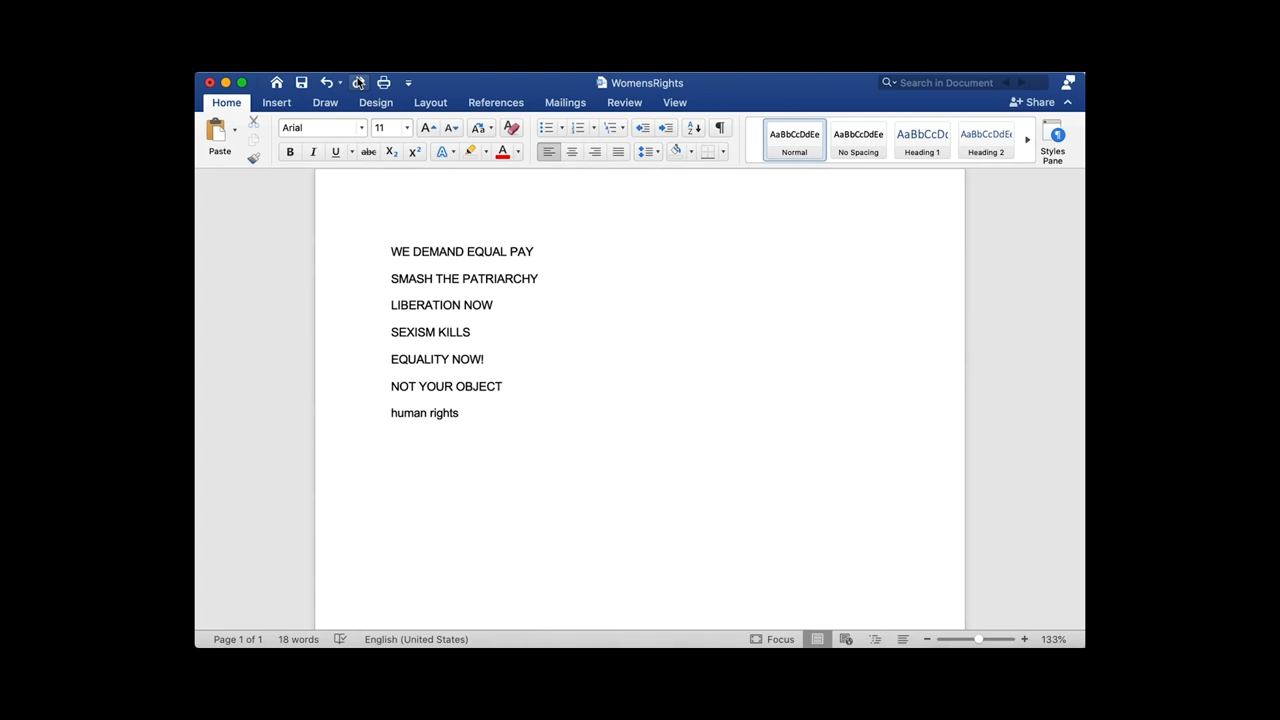 WomensRights
Search in Document
Home Insert Draw Design Layout References Mailings Review View Share
Paste
Arial 11
AaBbCcDdEe AaBbCcDdEe AaBbCcDc AaBbCcDdEe
Normal No Spacing Heading 1 Heading 2
Styles Pane
WE DEMAND EQUAL PAY
SMASH THE PATRIARCHY
LIBERATION NOW
SEXISM KILLS
EQUALITY NOW!
NOT YOUR OBJECT
human rights
Page 1 of 1 18 words English (United States) Focus 133%